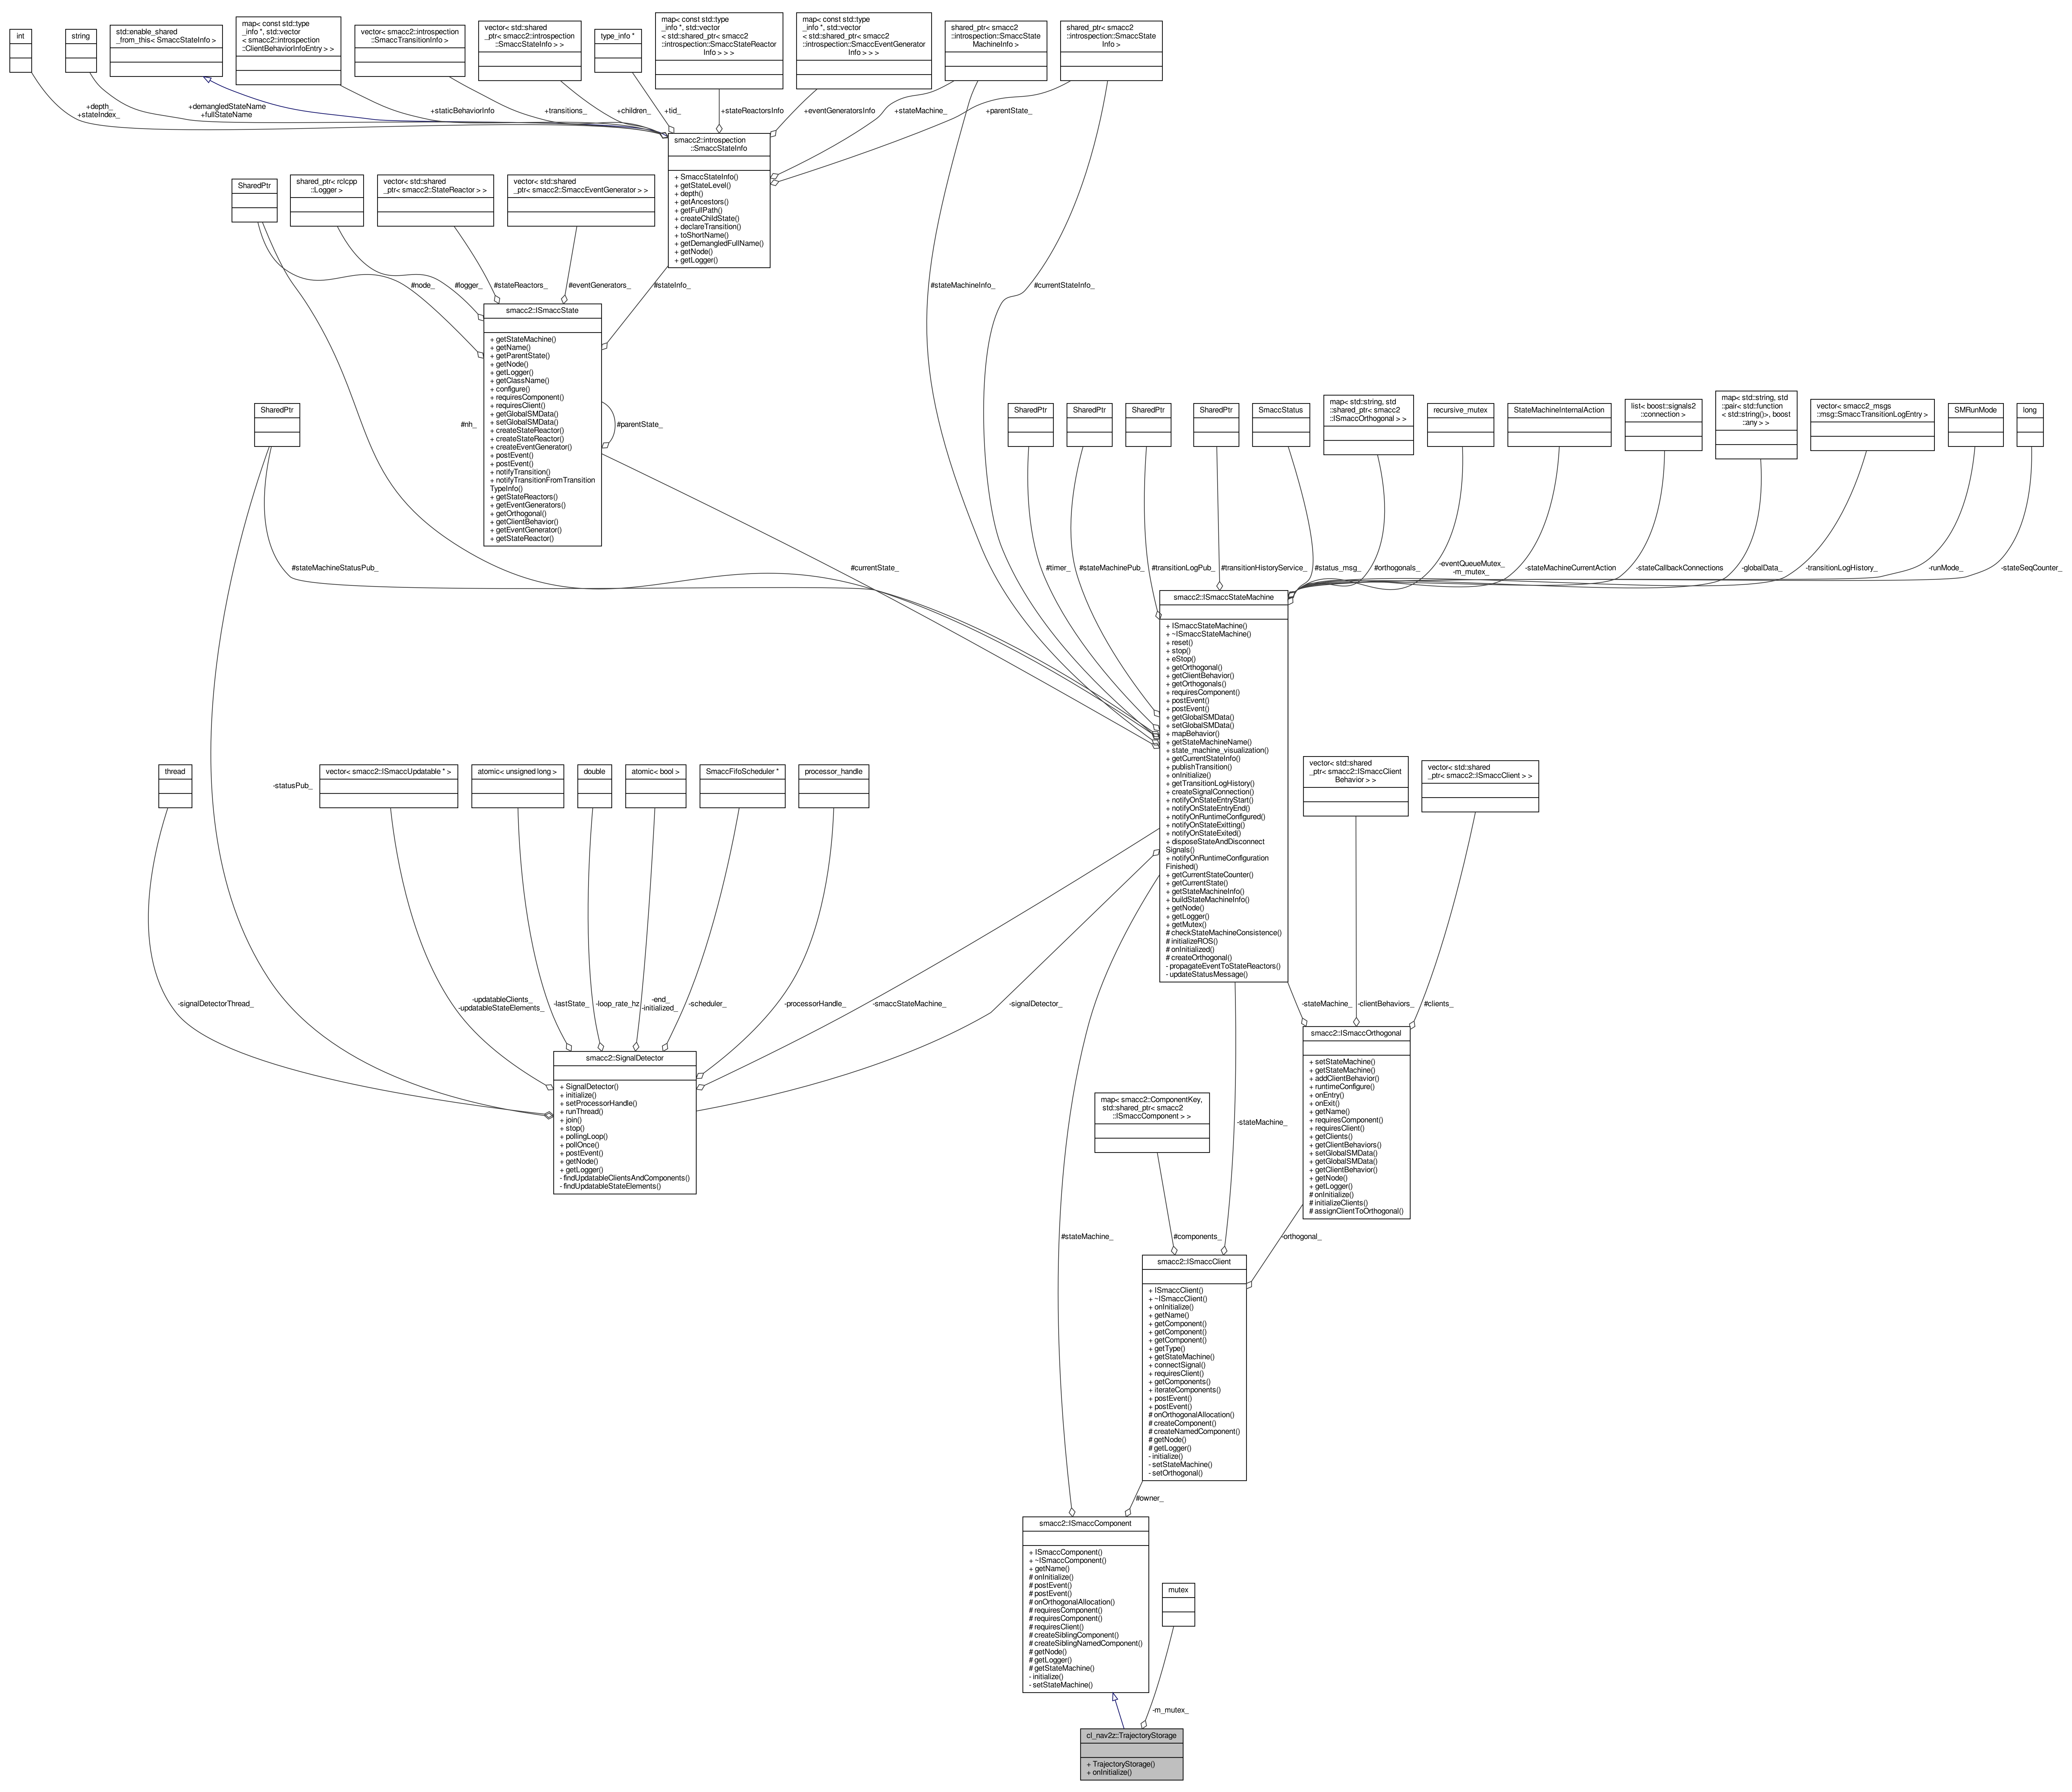 int
string
std::enable_shared
_from_this< SmaccStateInfo >
map< const std::type
_info *, std::vector
< smacc2::introspection
::ClientBehaviorInfoEntry > >
vector< smacc2::introspection
::SmaccTransitionInfo >
vector< std::shared
_ptr< smacc2::introspection
::SmaccStateInfo > >
type_info *
map< const std::type
_info *, std::vector
< std::shared_ptr< smacc2
::introspection::SmaccStateReactor
Info > > >
map< const std::type
_info *, std::vector
< std::shared_ptr< smacc2
::introspection::SmaccEventGenerator
Info > > >
shared_ptr< smacc2
::introspection::SmaccState
MachineInfo >
shared_ptr< smacc2
::introspection::SmaccState
Info >
+depth_
+stateIndex_
+demangledStateName
+fullStateName
+staticBehaviorInfo
+transitions_
+children_
+tid_
+stateReactorsInfo
+eventGeneratorsInfo
+stateMachine_
+parentState_
smacc2::introspection
::SmaccStateInfo
+ SmaccStateInfo()
+ getStateLevel()
+ depth()
+ getAncestors()
+ getFullPath()
+ createChildState()
+ declareTransition()
+ toShortName()
+ getDemangledFullName()
+ getNode()
+ getLogger()
SharedPtr
shared_ptr< rclcpp
::Logger >
vector< std::shared
_ptr< smacc2::StateReactor > >
vector< std::shared
_ptr< smacc2::SmaccEventGenerator > >
#node_
#logger_
#stateReactors_
#eventGenerators_
#stateInfo_
#stateMachineInfo_
#currentStateInfo_
smacc2::ISmaccState
+ getStateMachine()
+ getName()
+ getParentState()
+ getNode()
+ getLogger()
+ getClassName()
+ configure()
+ requiresComponent()
+ requiresClient()
+ getGlobalSMData()
+ setGlobalSMData()
+ createStateReactor()
+ createStateReactor()
+ createEventGenerator()
+ postEvent()
+ postEvent()
+ notifyTransition()
+ notifyTransitionFromTransition
TypeInfo()
+ getStateReactors()
+ getEventGenerators()
+ getOrthogonal()
+ getClientBehavior()
+ getEventGenerator()
+ getStateReactor()
#parentState_
#nh_
SharedPtr
SharedPtr
SharedPtr
SharedPtr
SharedPtr
SmaccStatus
map< std::string, std
::shared_ptr< smacc2
::ISmaccOrthogonal > >
recursive_mutex
StateMachineInternalAction
list< boost::signals2
::connection >
map< std::string, std
::pair< std::function
< std::string()>, boost
::any > >
vector< smacc2_msgs
::msg::SmaccTransitionLogEntry >
SMRunMode
long
#stateMachineStatusPub_
#currentState_
#timer_
#stateMachinePub_
#transitionLogPub_
#transitionHistoryService_
#status_msg_
#orthogonals_
-eventQueueMutex_
-m_mutex_
-stateMachineCurrentAction
-stateCallbackConnections
-globalData_
-transitionLogHistory_
-runMode_
-stateSeqCounter_
smacc2::ISmaccStateMachine
+ ISmaccStateMachine()
+ ~ISmaccStateMachine()
+ reset()
+ stop()
+ eStop()
+ getOrthogonal()
+ getClientBehavior()
+ getOrthogonals()
+ requiresComponent()
+ postEvent()
+ postEvent()
+ getGlobalSMData()
+ setGlobalSMData()
+ mapBehavior()
+ getStateMachineName()
+ state_machine_visualization()
+ getCurrentStateInfo()
+ publishTransition()
+ onInitialize()
+ getTransitionLogHistory()
+ createSignalConnection()
+ notifyOnStateEntryStart()
+ notifyOnStateEntryEnd()
+ notifyOnRuntimeConfigured()
+ notifyOnStateExitting()
+ notifyOnStateExited()
+ disposeStateAndDisconnect
Signals()
+ notifyOnRuntimeConfiguration
Finished()
+ getCurrentStateCounter()
+ getCurrentState()
+ getStateMachineInfo()
+ buildStateMachineInfo()
+ getNode()
+ getLogger()
+ getMutex()
# checkStateMachineConsistence()
# initializeROS()
# onInitialized()
# createOrthogonal()
- propagateEventToStateReactors()
- updateStatusMessage()
thread
-statusPub_
vector< smacc2::ISmaccUpdatable * >
atomic< unsigned long >
double
atomic< bool >
SmaccFifoScheduler *
processor_handle
vector< std::shared
_ptr< smacc2::ISmaccClient
Behavior > >
vector< std::shared
_ptr< smacc2::ISmaccClient > >
-signalDetectorThread_
-updatableClients_
-updatableStateElements_
-lastState_
-loop_rate_hz
-end_
-initialized_
-scheduler_
-processorHandle_
-smaccStateMachine_
-signalDetector_
-stateMachine_
-clientBehaviors_
#clients_
smacc2::SignalDetector
+ SignalDetector()
+ initialize()
+ setProcessorHandle()
+ runThread()
+ join()
+ stop()
+ pollingLoop()
+ pollOnce()
+ postEvent()
+ getNode()
+ getLogger()
- findUpdatableClientsAndComponents()
- findUpdatableStateElements()
smacc2::ISmaccOrthogonal
+ setStateMachine()
+ getStateMachine()
+ addClientBehavior()
+ runtimeConfigure()
+ onEntry()
+ onExit()
+ getName()
+ requiresComponent()
+ requiresClient()
+ getClients()
+ getClientBehaviors()
+ setGlobalSMData()
+ getGlobalSMData()
+ getClientBehavior()
+ getNode()
+ getLogger()
# onInitialize()
# initializeClients()
# assignClientToOrthogonal()
map< smacc2::ComponentKey,
std::shared_ptr< smacc2
::ISmaccComponent > >
-stateMachine_
#stateMachine_
#components_
-orthogonal_
smacc2::ISmaccClient
+ ISmaccClient()
+ ~ISmaccClient()
+ onInitialize()
+ getName()
+ getComponent()
+ getComponent()
+ getComponent()
+ getType()
+ getStateMachine()
+ connectSignal()
+ requiresClient()
+ getComponents()
+ iterateComponents()
+ postEvent()
+ postEvent()
# onOrthogonalAllocation()
# createComponent()
# createNamedComponent()
# getNode()
# getLogger()
- initialize()
- setStateMachine()
- setOrthogonal()
#owner_
smacc2::ISmaccComponent
+ ISmaccComponent()
+ ~ISmaccComponent()
+ getName()
# onInitialize()
# postEvent()
# postEvent()
# onOrthogonalAllocation()
# requiresComponent()
# requiresComponent()
# requiresClient()
# createSiblingComponent()
# createSiblingNamedComponent()
# getNode()
# getLogger()
# getStateMachine()
- initialize()
- setStateMachine()
mutex
-m_mutex_
cl_nav2z::TrajectoryStorage
+ TrajectoryStorage()
+ onInitialize()